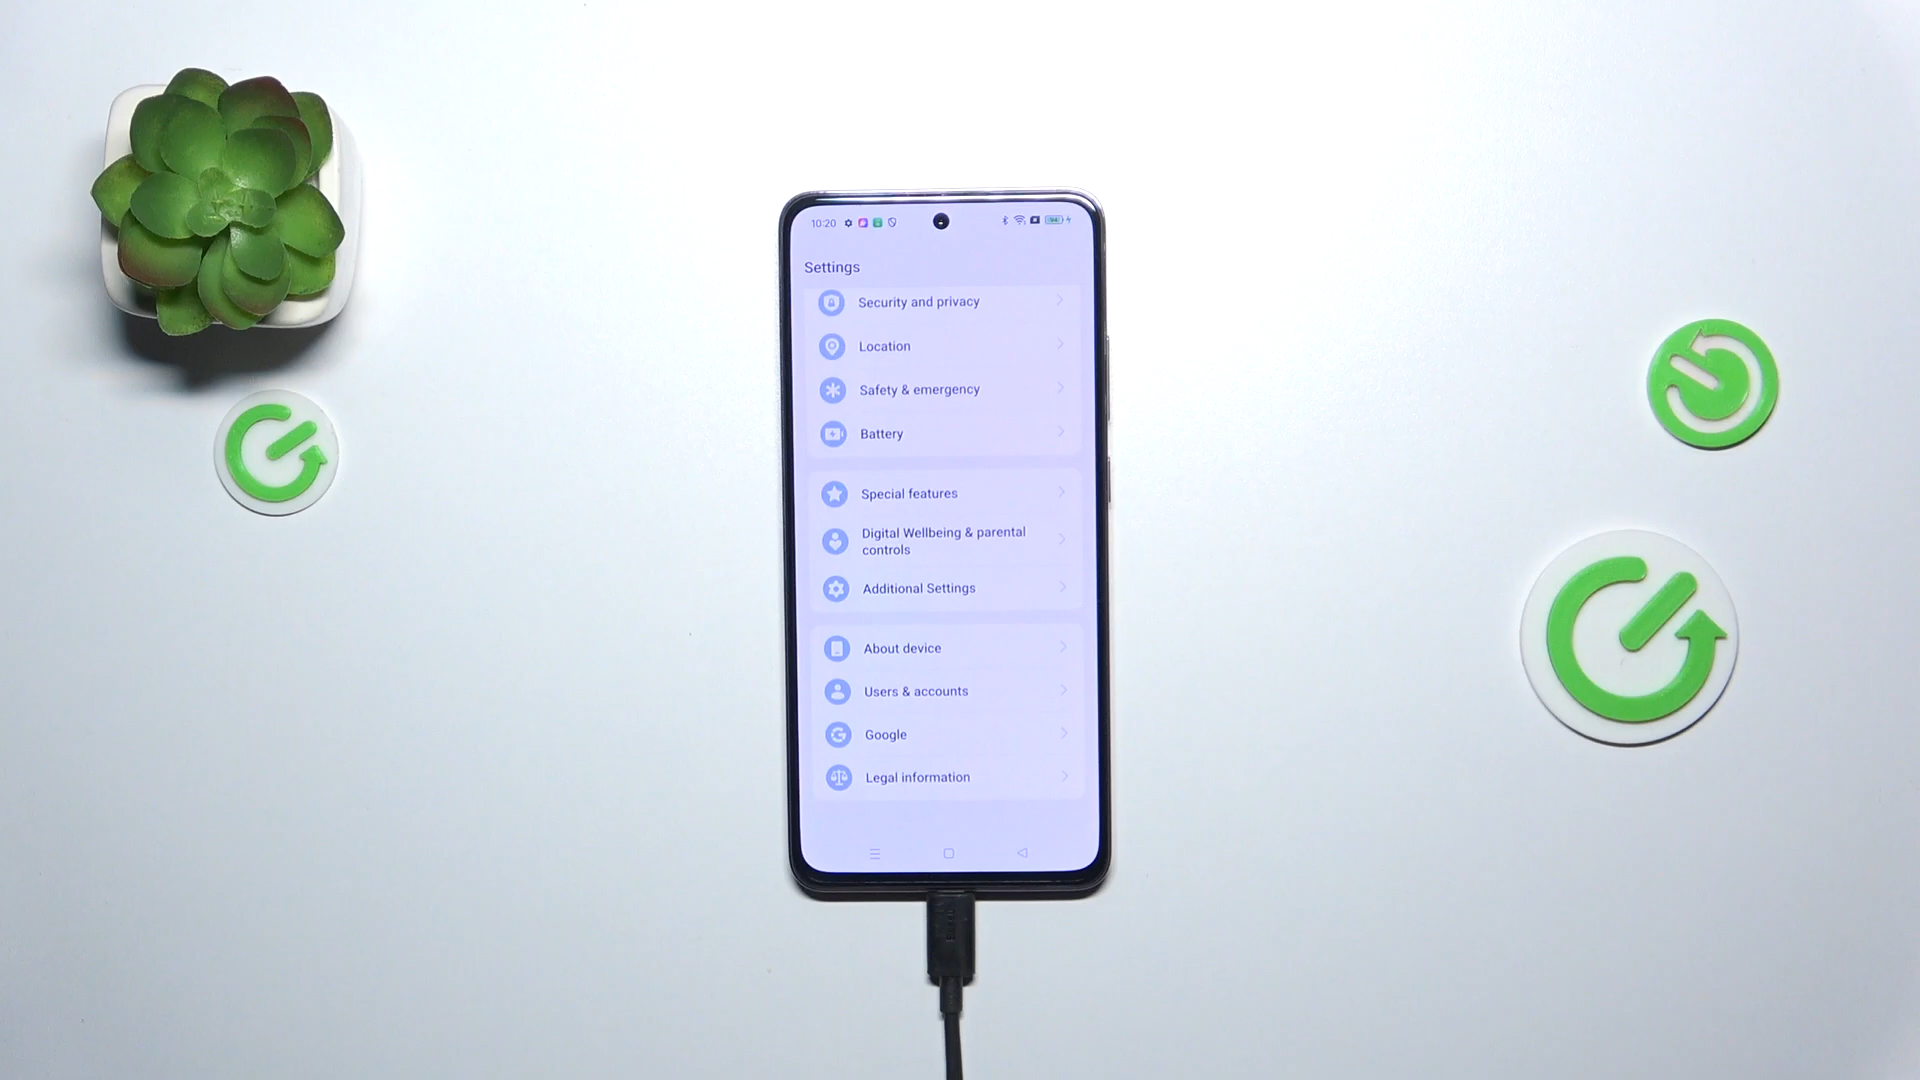 10:20
Settings
Security and privacy
Location
Safety & emergency
Battery
Special features
Digital Wellbeing & parental
controls
Additional Settings
About device
Users & accounts
Google
Legal information